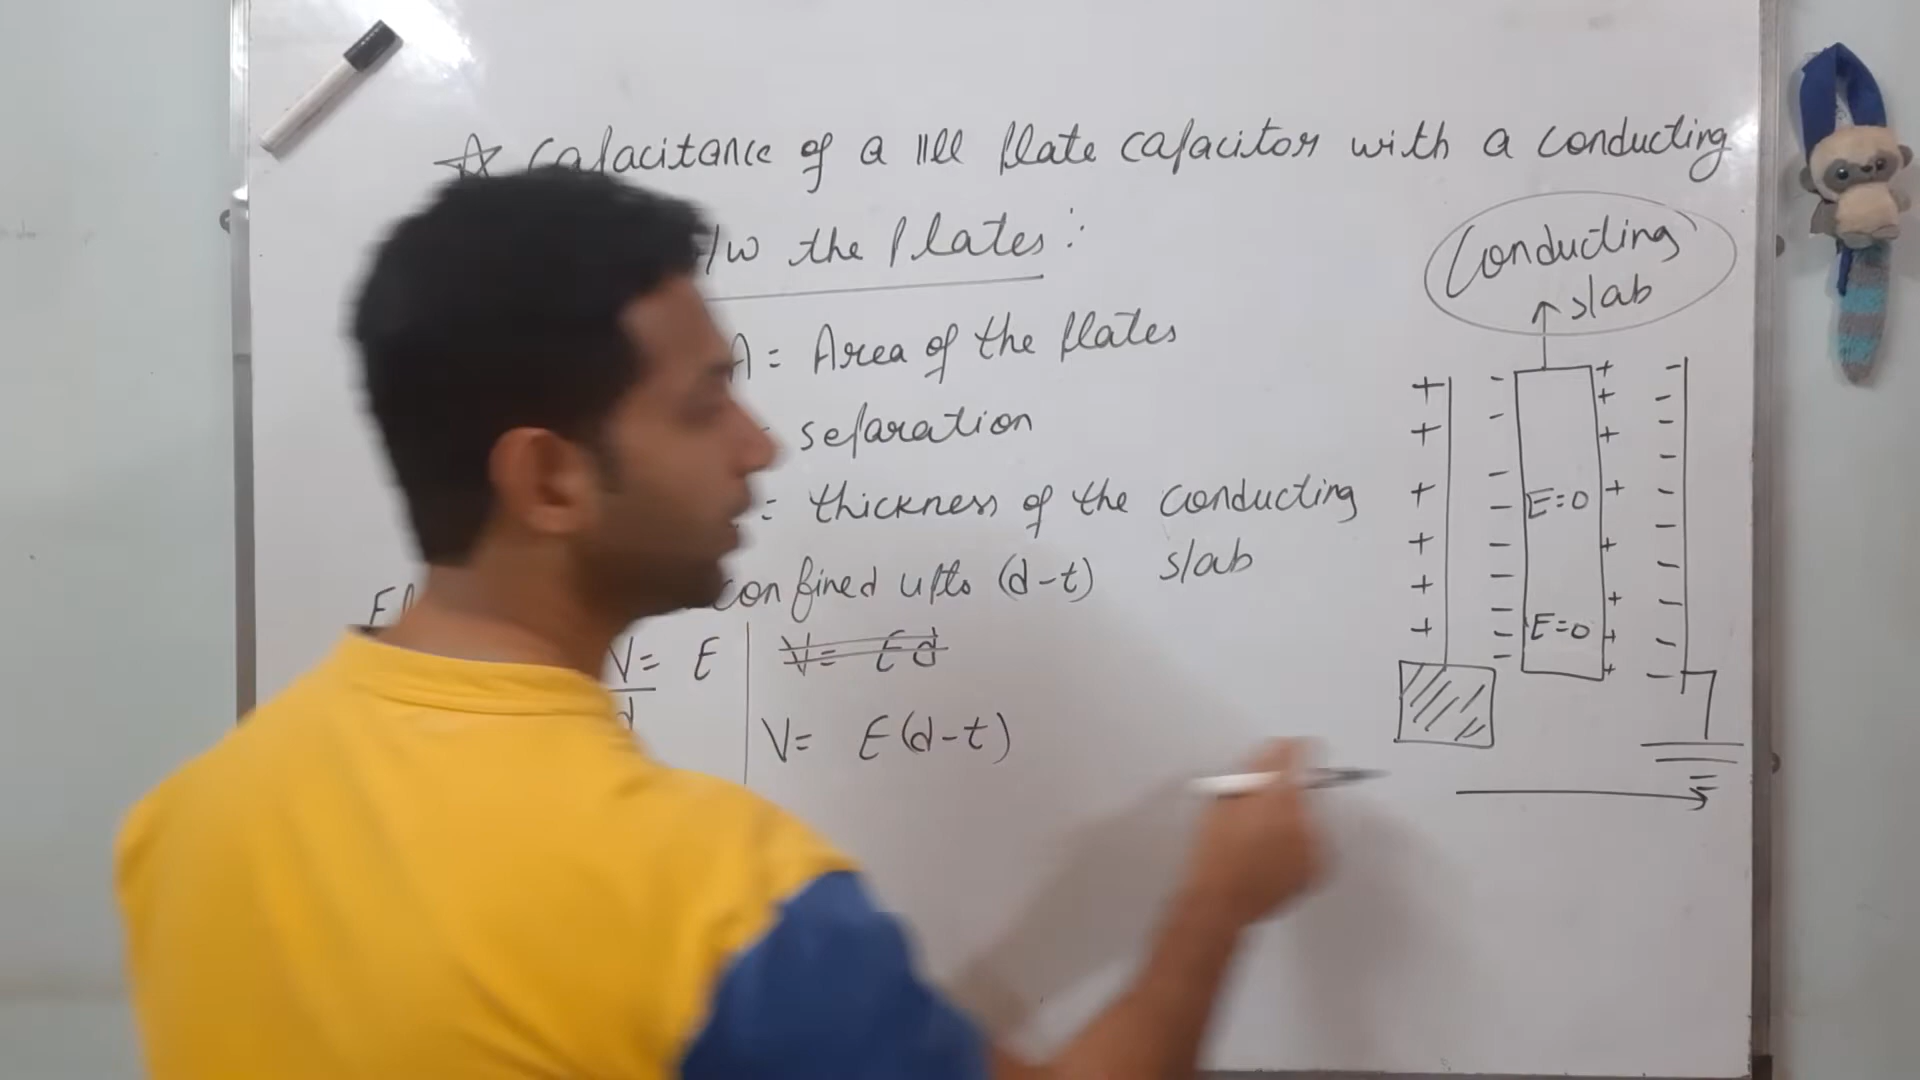 ☆ Capacitance of a llel plate capacitor with a conducting
b/w the plates :
A = Area of the plates
= separation
= thickness of the conducting
slab
confined upto (d-t)
V = E
d
V = Ed
V = E(d-t)
Conducting
slab
+ - + -
+ - + -
+ - + -
E=0
+ - + -
E=0